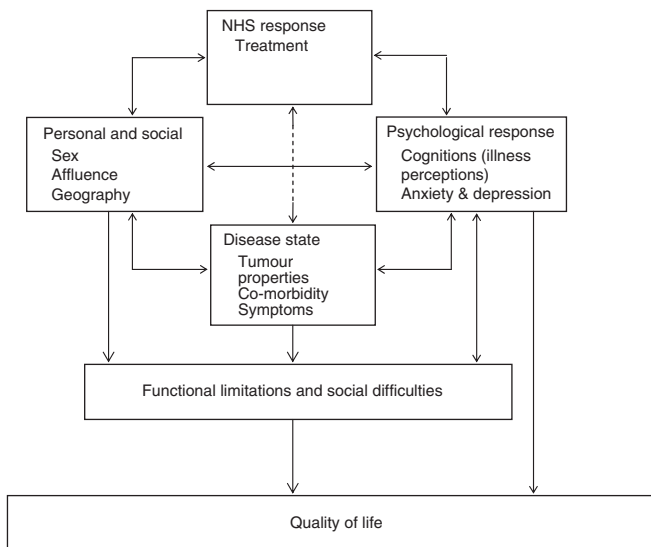 NHS response
Treatment
Personal and social
Sex
Affluence
Geography
Psychological response
Cognitions (illness
perceptions)
Anxiety & depression
Disease state
Tumour
properties
Co-morbidity
Symptoms
Functional limitations and social difficulties
Quality of life